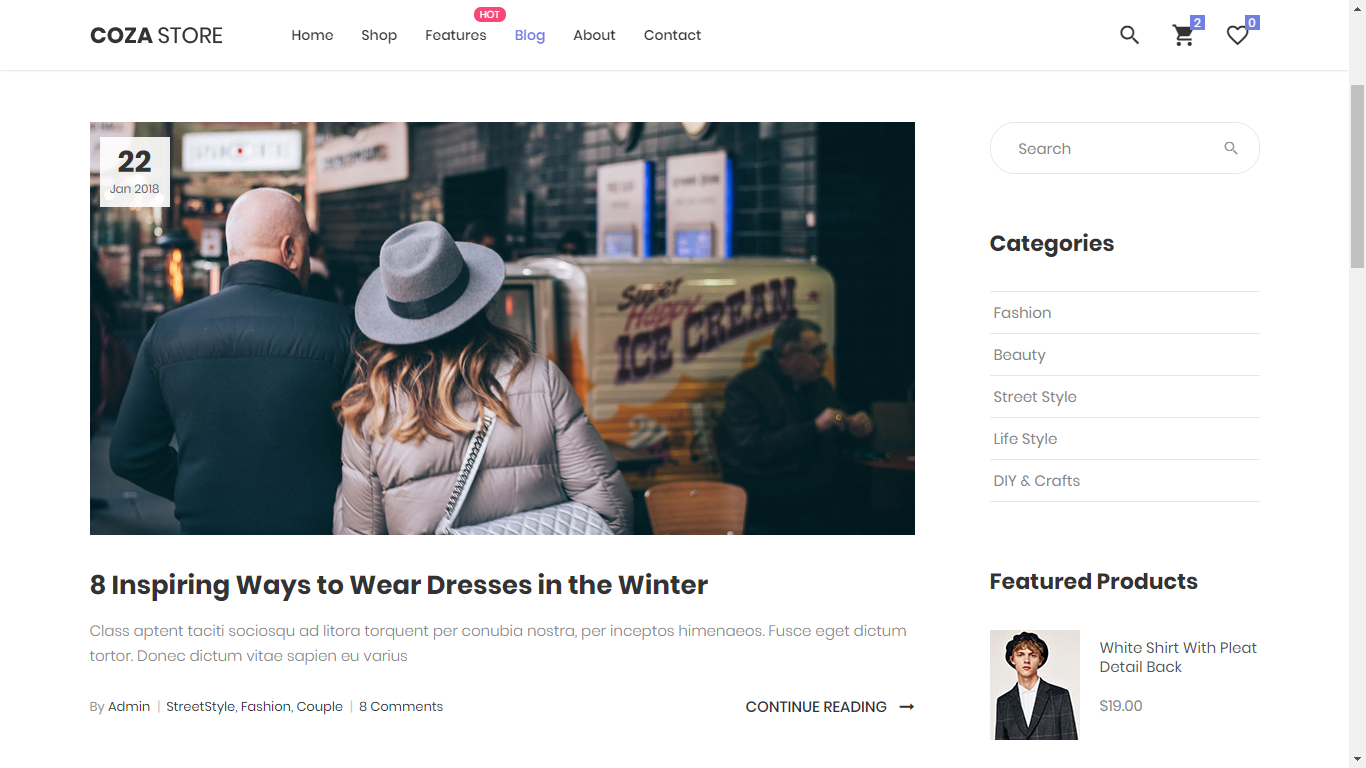 HOT
COZA STORE
Home Shop Features Blog About Contact
2 0
22
Jan 2018
Super
Happy
ICE CREAM
8 Inspiring Ways to Wear Dresses in the Winter
Class aptent taciti sociosqu ad litora torquent per conubia nostra, per inceptos himenaeos. Fusce eget dictum
tortor. Donec dictum vitae sapien eu varius
By Admin | StreetStyle, Fashion, Couple | 8 Comments
CONTINUE READING →
Search
Categories
Fashion
Beauty
Street Style
Life Style
DIY & Crafts
Featured Products
White Shirt With Pleat
Detail Back
$19.00